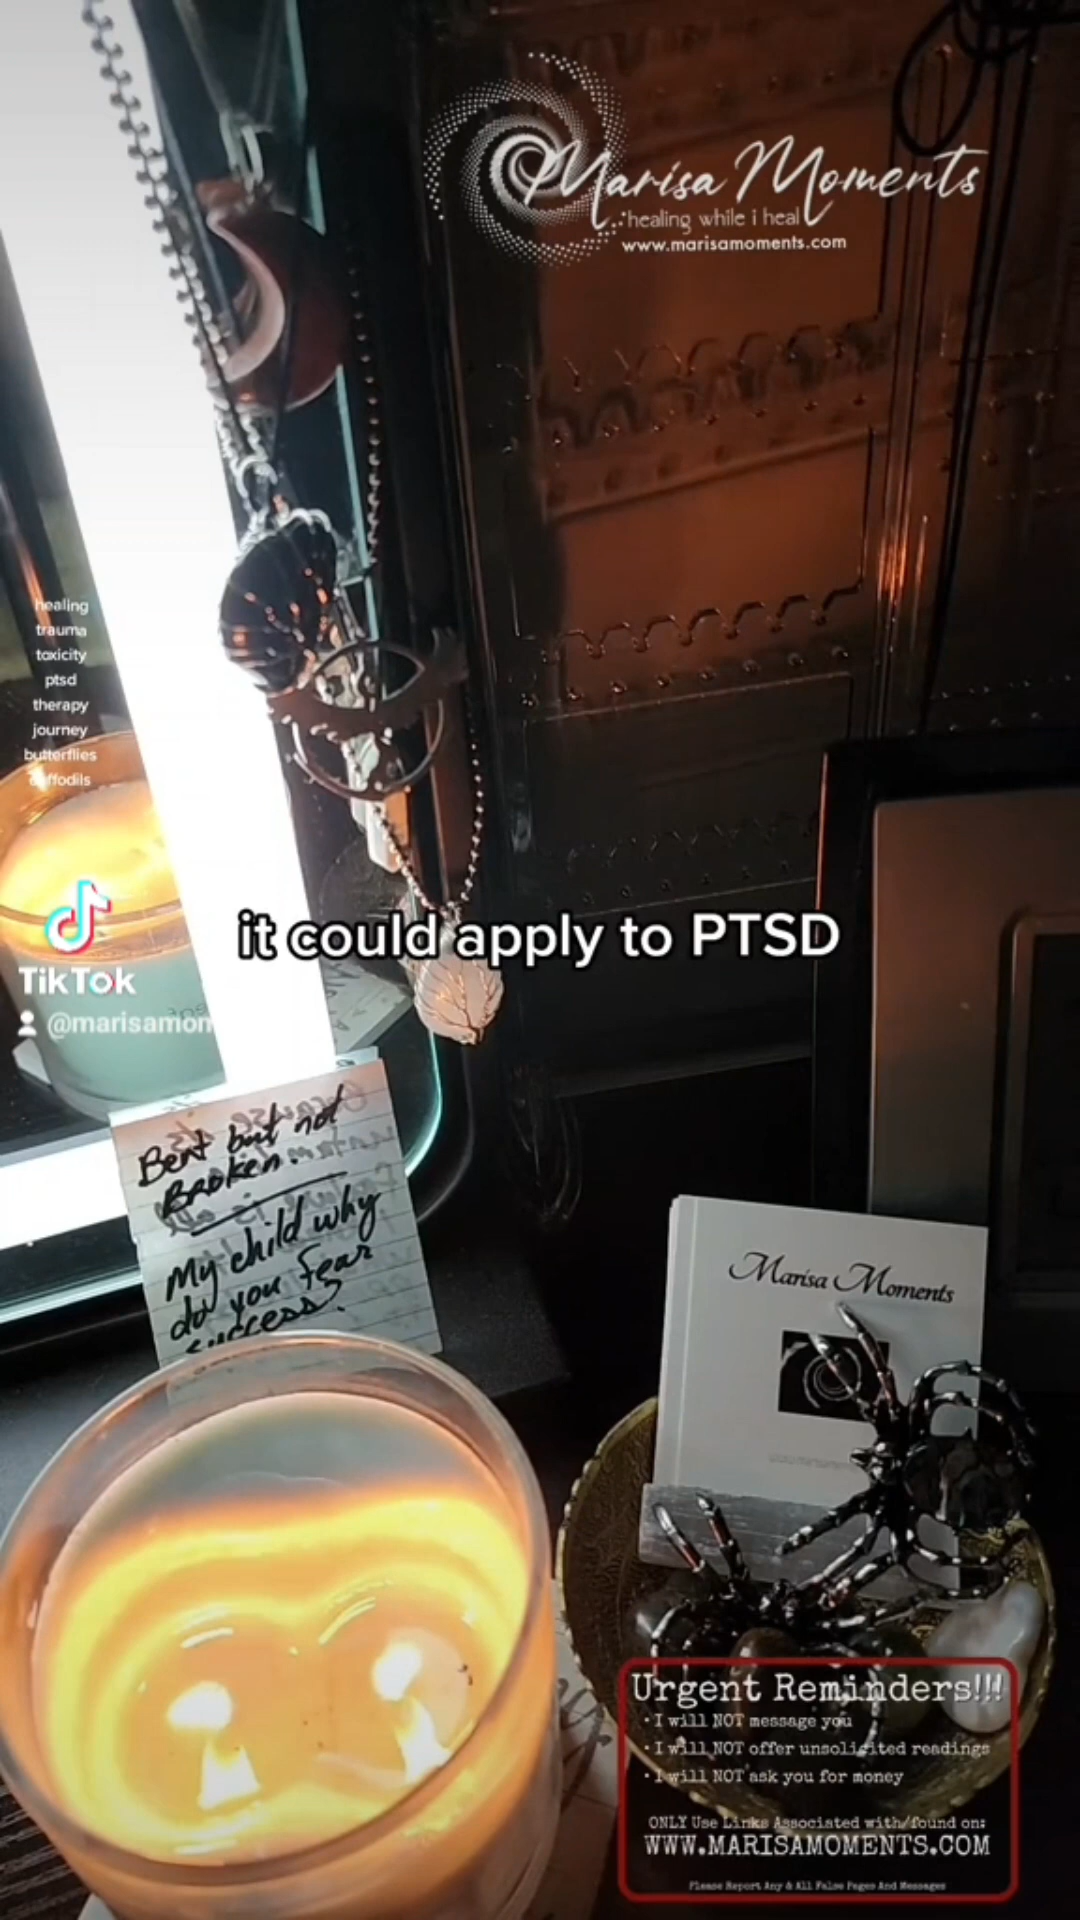 Marisa Moments
healing while i heal
www.marisamoments.com
healing
trauma
toxicity
ptsd
therapy
journey
butterflies
daffodils
it could apply to PTSD
TikTok
@marisamom
Bent but not
Broken.
My child why
do you fear
success?
Marisa Moments
Urgent Reminders!!!
• I will NOT message you
• I will NOT offer unsolicited readings
• I will NOT ask you for money
ONLY Use Links Associated with/found on:
WWW.MARISAMOMENTS.COM
Please Report Any & All False Pages And Messages